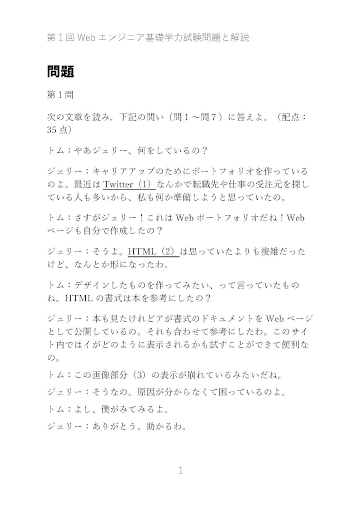 第１回 Web エンジニア基礎学力試験問題と解説
問題
第１問
次の文章を読み、下記の問い（問１～問７）に答えよ。（配点：
35 点）
トム：やあジェリー、何をしているの？
ジェリー：キャリアアップのためにポートフォリオを作っている
のよ。最近は Twitter（1）なんかで転職先や仕事の受注元を探し
ている人も多いから、私も何か準備しようと思っていたの。
トム：さすがジェリー！これは Web ポートフォリオだね！Web
ページも自分で作成したの？
ジェリー：そうよ。HTML（2）は思っていたよりも複雑だった
けど、なんとか形になったわ。
トム：デザインしたものを作ってみたい、って言っていたもの
ね。HTML の書式は本を参考にしたの？
ジェリー：本も見たけれどアが書式のドキュメントを Web ページ
として公開しているの。それも合わせて参考にしたわ。このサイ
ト内ではイがどのように表示されるかも試すことができて便利な
の。
トム：この画像部分（3）の表示が崩れているみたいだね。
ジェリー：そうなの。原因が分からなくて困っているのよ。
トム：よし、僕がみてみるよ。
ジェリー：ありがとう。助かるわ。
1